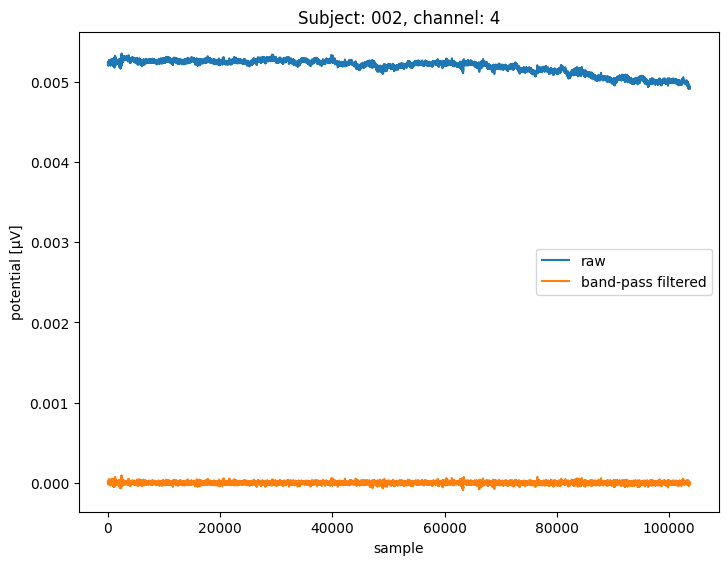 Subject: 002, channel: 4
potential [µV]
0.005
0.004
0.003
0.002
0.001
0.000
raw
band-pass filtered
0
20000
40000
60000
80000
100000
sample